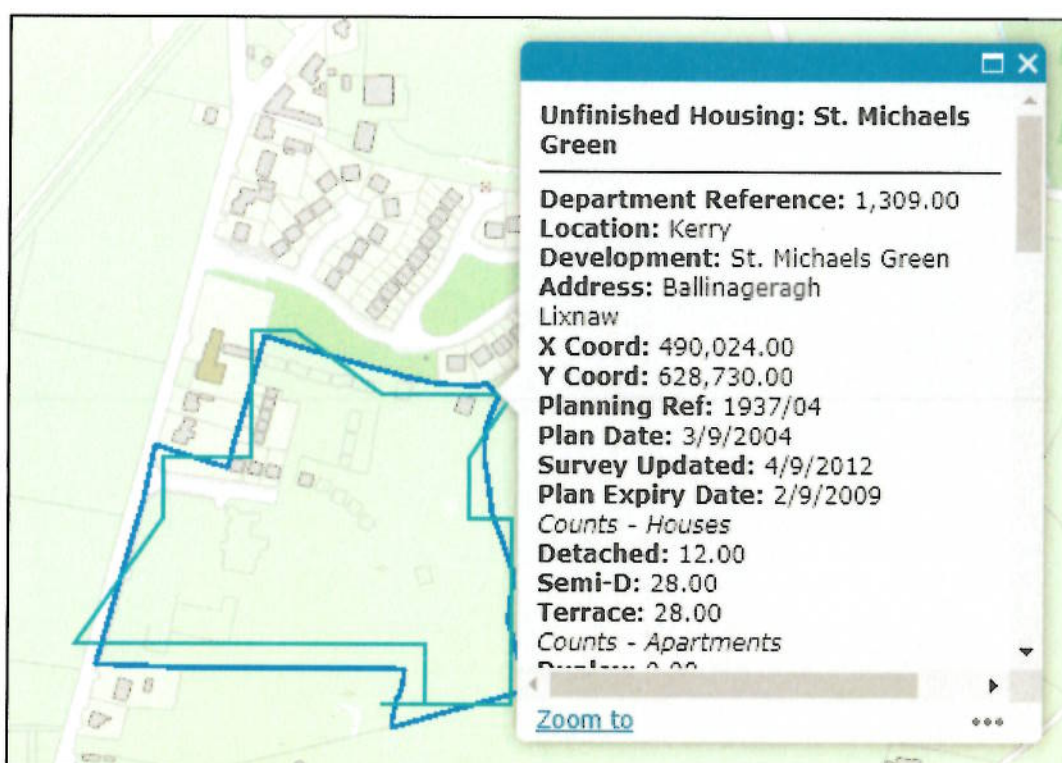 Unfinished Housing: St. Michaels
Green
Department Reference: 1,309.00
Location: Kerry
Development: St. Michaels Green
Address: Ballinageragh
Lixnaw
X Coord: 490,024.00
Y Coord: 628,730.00
Planning Ref: 1937/04
Plan Date: 3/9/2004
Survey Updated: 4/9/2012
Plan Expiry Date: 2/9/2009
Counts - Houses
Detached: 12.00
Semi-D: 28.00
Terrace: 28.00
Counts - Apartments
Duplex: 0.00
Zoom to